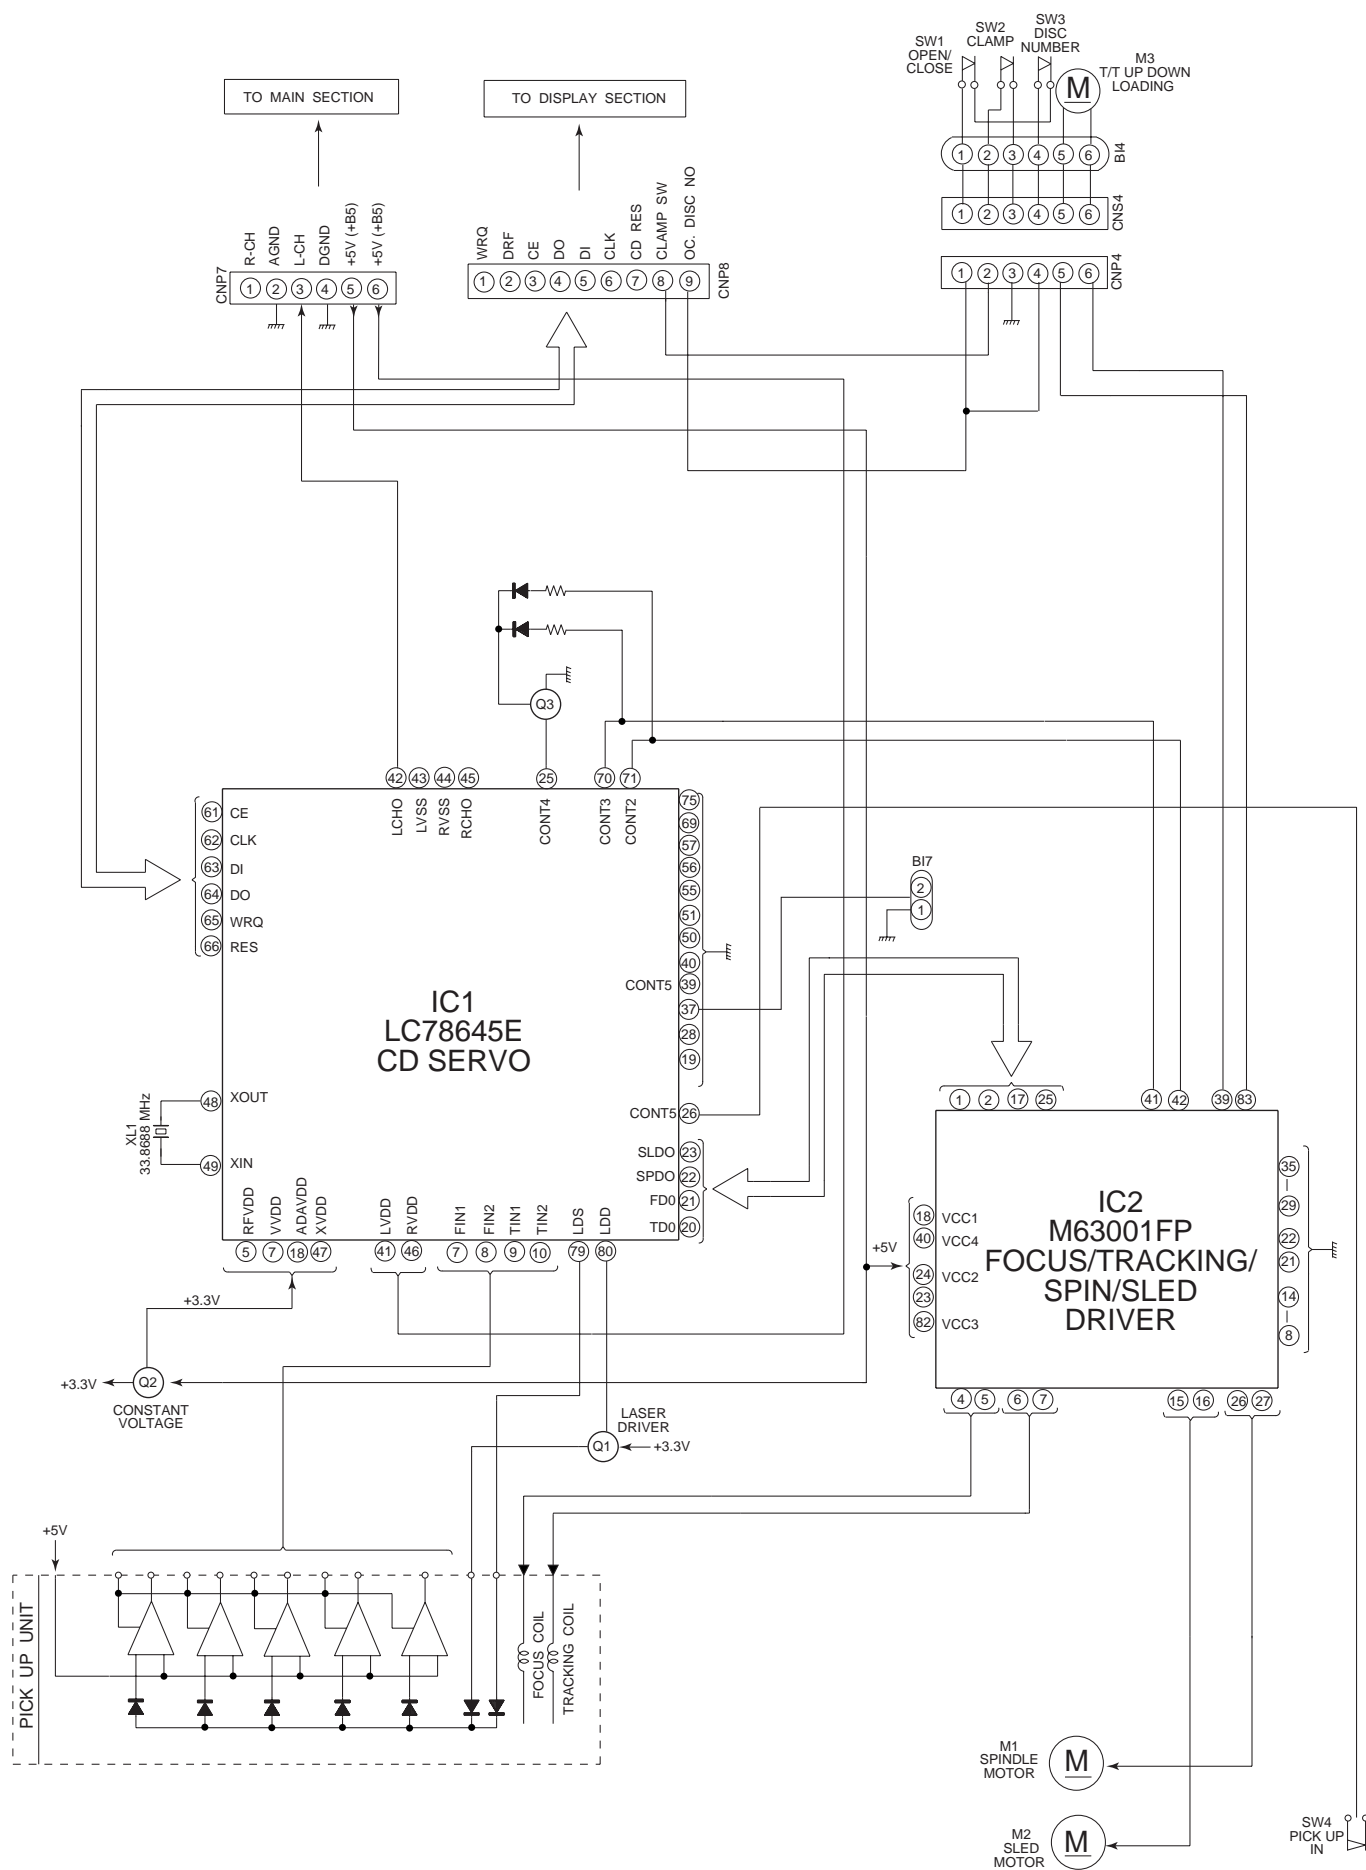 SW1
OPEN/
CLOSE
SW2
CLAMP
SW3
DISC
NUMBER
M3
T/T UP DOWN
LOADING
M
TO MAIN SECTION
TO DISPLAY SECTION
1 2 3 4 5 6
BI4
1 2 3 4 5 6
CNS4
R-CH
AGND
L-CH
DGND
+5V (+B5)
+5V (+B5)
CNP7
1 2 3 4 5 6
WRQ
DRF
CE
DO
DI
CLK
CD RES
CLAMP SW
OC. DISC NO
1 2 3 4 5 6 7 8 9
CNP8
1 2 3 4 5 6
CNP4
Q3
42 43 44 45 25 70 71
LCHO
LVSS
RVSS
RCHO
CONT4
CONT3
CONT2
61 CE
62 CLK
63 DI
64 DO
65 WRQ
66 RES
75
69
57
56
55
51
50
40
CONT5 39
37
28
19
BI7
2
1
IC1
LC78645E
CD SERVO
XL1
33.8688 MHz
48 XOUT
49 XIN
CONT5 26
SLDO 23
SPDO 22
FD0 21
TD0 20
RFVDD
VVDD
ADAVDD
XVDD
LVDD
RVDD
FIN1
FIN2
TIN1
TIN2
LDS
LDD
5 7 18 47 41 46 7 8 9 10 79 80
1 2 17 25 41 42 39 83
IC2
M63001FP
FOCUS/TRACKING/
SPIN/SLED
DRIVER
18 VCC1
40 VCC4
+5V
24 VCC2
23
82 VCC3
35
29
22
21
14
8
4 5 6 7 15 16 26 27
+3.3V
+3.3V
Q2
CONSTANT
VOLTAGE
LASER
DRIVER
Q1
+3.3V
+5V
PICK UP UNIT
FOCUS COIL
TRACKING COIL
M1
SPINDLE
MOTOR
M
M2
SLED
MOTOR
M
SW4
PICK UP
IN